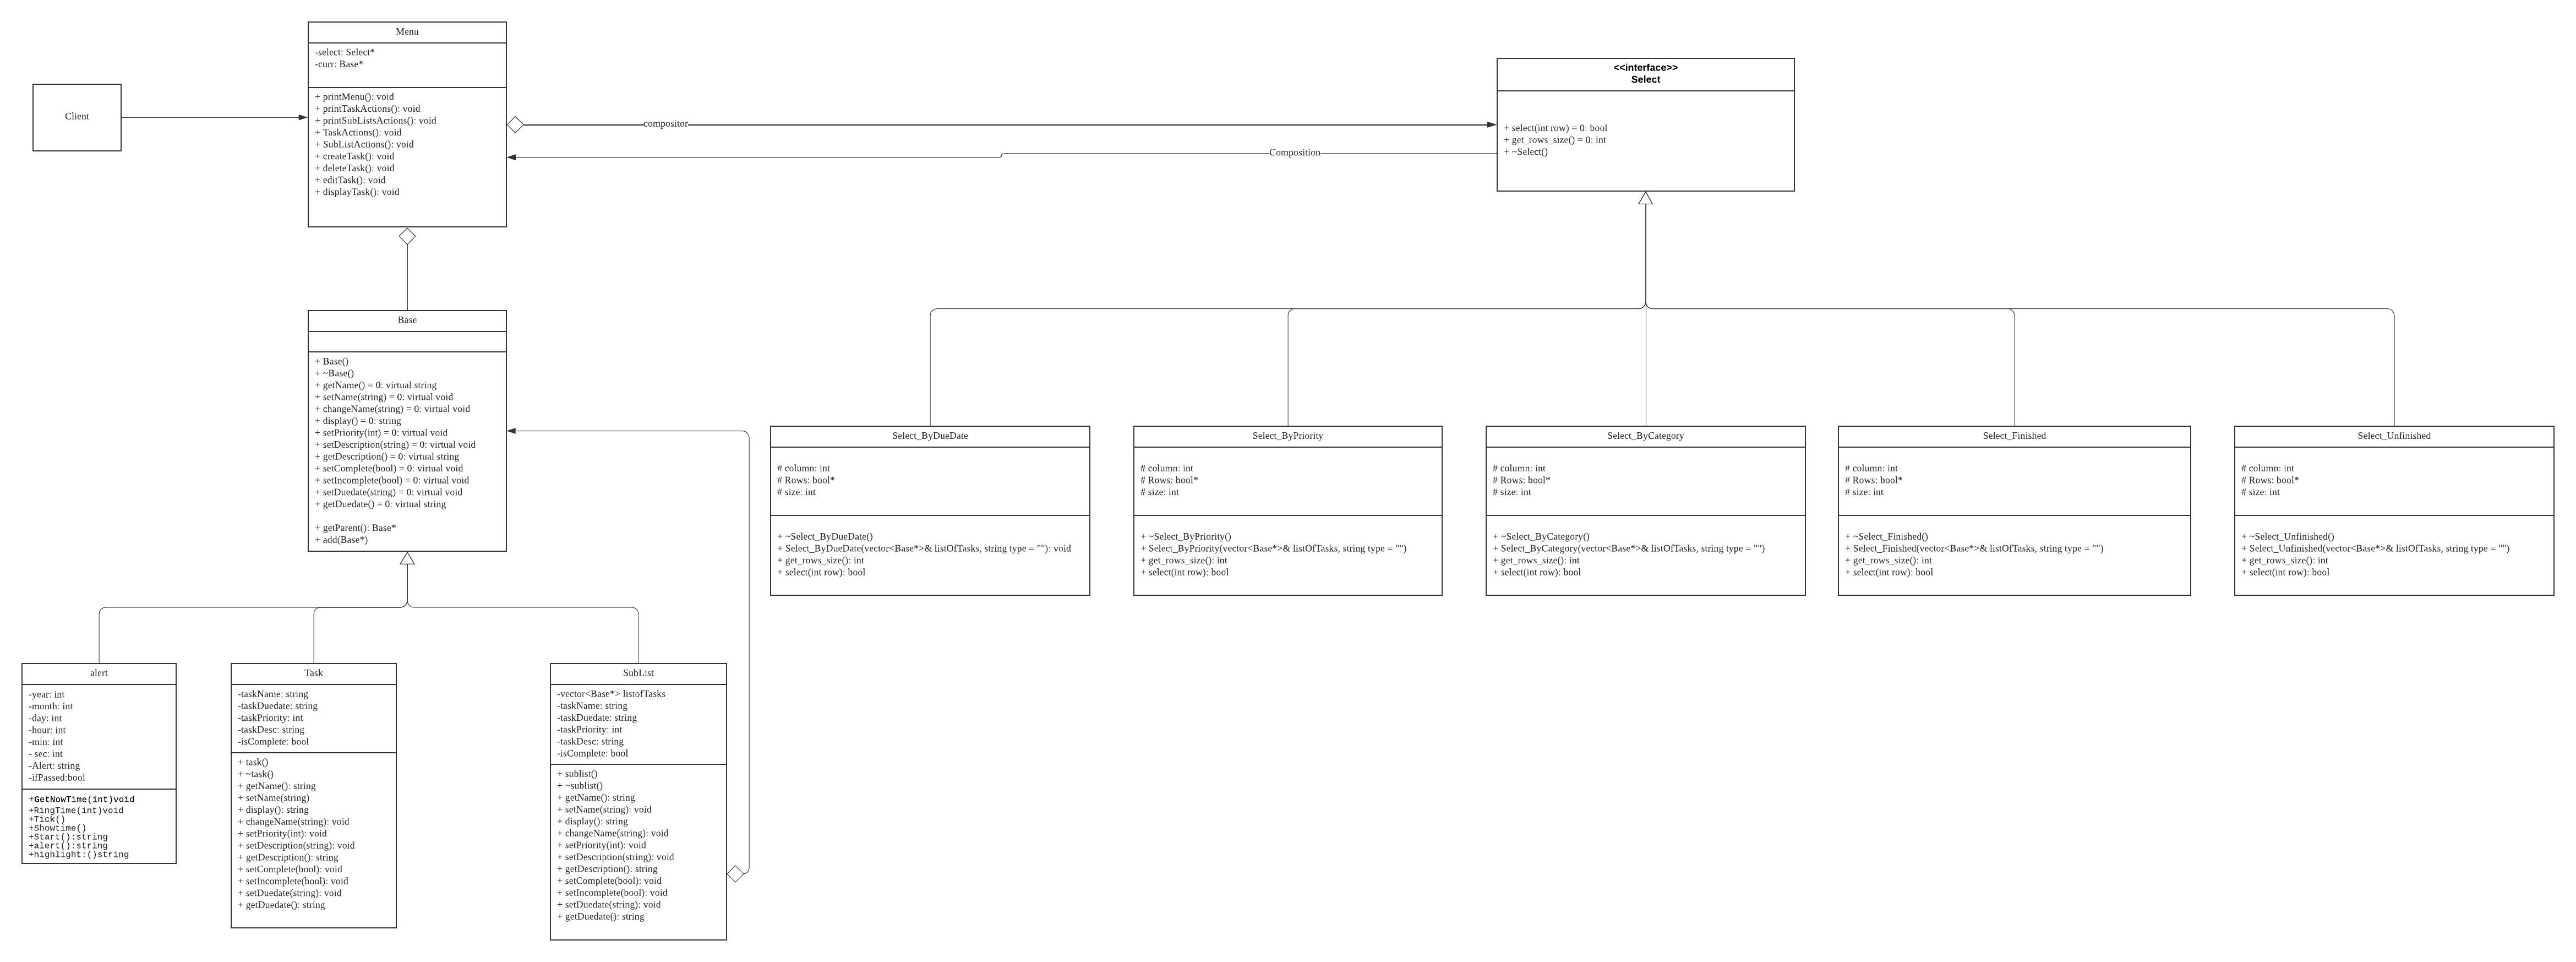 Menu
-select: Select*
-curr: Base*
+ printMenu(): void
+ printTaskActions(): void
+ printSubListsActions(): void
+ TaskActions(): void
+ SubListActions(): void
+ createTask(): void
+ deleteTask(): void
+ editTask(): void
+ displayTask(): void
Client
compositor
Composition
<<interface>>
Select
+ select(int row) = 0: bool
+ get_rows_size() = 0: int
+ ~Select()
Base
+ Base()
+ ~Base()
+ getName() = 0: virtual string
+ setName(string) = 0: virtual void
+ changeName(string) = 0: virtual void
+ display() = 0: string
+ setPriority(int) = 0: virtual void
+ setDescription(string) = 0: virtual void
+ getDescription() = 0: virtual string
+ setComplete(bool) = 0: virtual void
+ setIncomplete(bool) = 0: virtual void
+ setDuedate(string) = 0: virtual void
+ getDuedate() = 0: virtual string
+ getParent(): Base*
+ add(Base*)
Select_ByDueDate
# column: int
# Rows: bool*
# size: int
+ ~Select_ByDueDate()
+ Select_ByDueDate(vector<Base*>& listOfTasks, string type = ""): void
+ get_rows_size(): int
+ select(int row): bool
Select_ByPriority
# column: int
# Rows: bool*
# size: int
+ ~Select_ByPriority()
+ Select_ByPriority(vector<Base*>& listOfTasks, string type = "")
+ get_rows_size(): int
+ select(int row): bool
Select_ByCategory
# column: int
# Rows: bool*
# size: int
+ ~Select_ByCategory()
+ Select_ByCategory(vector<Base*>& listOfTasks, string type = "")
+ get_rows_size(): int
+ select(int row): bool
Select_Finished
# column: int
# Rows: bool*
# size: int
+ ~Select_Finished()
+ Select_Finished(vector<Base*>& listOfTasks, string type = "")
+ get_rows_size(): int
+ select(int row): bool
Select_Unfinished
# column: int
# Rows: bool*
# size: int
+ ~Select_Unfinished()
+ Select_Unfinished(vector<Base*>& listOfTasks, string type = "")
+ get_rows_size(): int
+ select(int row): bool
alert
-year: int
-month: int
-day: int
-hour: int
-min: int
- sec: int
-Alert: string
-ifPassed:bool
+GetNowTime(int)void
+RingTime(int)void
+Tick()
+Showtime()
+Start():string
+alert():string
+highlight:()string
Task
-taskName: string
-taskDuedate: string
-taskPriority: int
-taskDesc: string
-isComplete: bool
+ task()
+ ~task()
+ getName(): string
+ setName(string)
+ display(): string
+ changeName(string): void
+ setPriority(int): void
+ setDescription(string): void
+ getDescription(): string
+ setComplete(bool): void
+ setIncomplete(bool): void
+ setDuedate(string): void
+ getDuedate(): string
SubList
-vector<Base*> listofTasks
-taskName: string
-taskDuedate: string
-taskPriority: int
-taskDesc: string
-isComplete: bool
+ sublist()
+ ~sublist()
+ getName(): string
+ setName(string): void
+ display(): string
+ changeName(string): void
+ setPriority(int): void
+ setDescription(string): void
+ getDescription(): string
+ setComplete(bool): void
+ setIncomplete(bool): void
+ setDuedate(string): void
+ getDuedate(): string